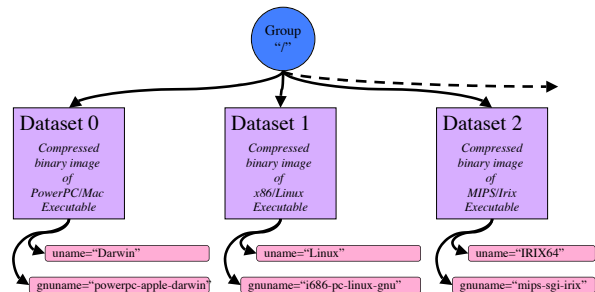 Group
“/”
Dataset 0
Compressed
binary image
of
PowerPC/Mac
Executable
uname=“Darwin”
gnuname=“powerpc-apple-darwin”
Dataset 1
Compressed
binary image
of
x86/Linux
Executable
uname=“Linux”
gnuname=“i686-pc-linux-gnu”
Dataset 2
Compressed
binary image
of
MIPS/Irix
Executable
uname=“IRIX64”
gnuname=“mips-sgi-irix”